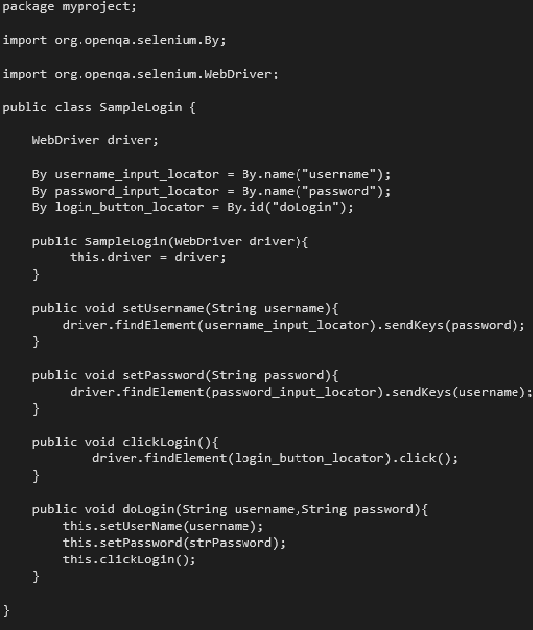 package myproject;
import org.openqa.selenium.By;
import org.openqa.selenium.WebDriver;
public class SampleLogin {
WebDriver driver;
By username_input_locator = By.name("username");
By password_input_locator = By.name("password");
By login_button_locator = By.id("doLogin");
public SampleLogin(WebDriver driver){
this.driver = driver;
}
public void setUsername(String username){
driver.findElement(username_input_locator).sendKeys(password);
}
public void setPassword(String password){
driver.findElement(password_input_locator).sendKeys(username);
}
public void clickLogin(){
driver.findElement(login_button_locator).click();
}
public void doLogin(String username,String password){
this.setUserName(username);
this.setPassword(strPassword);
this.clickLogin();
}
}